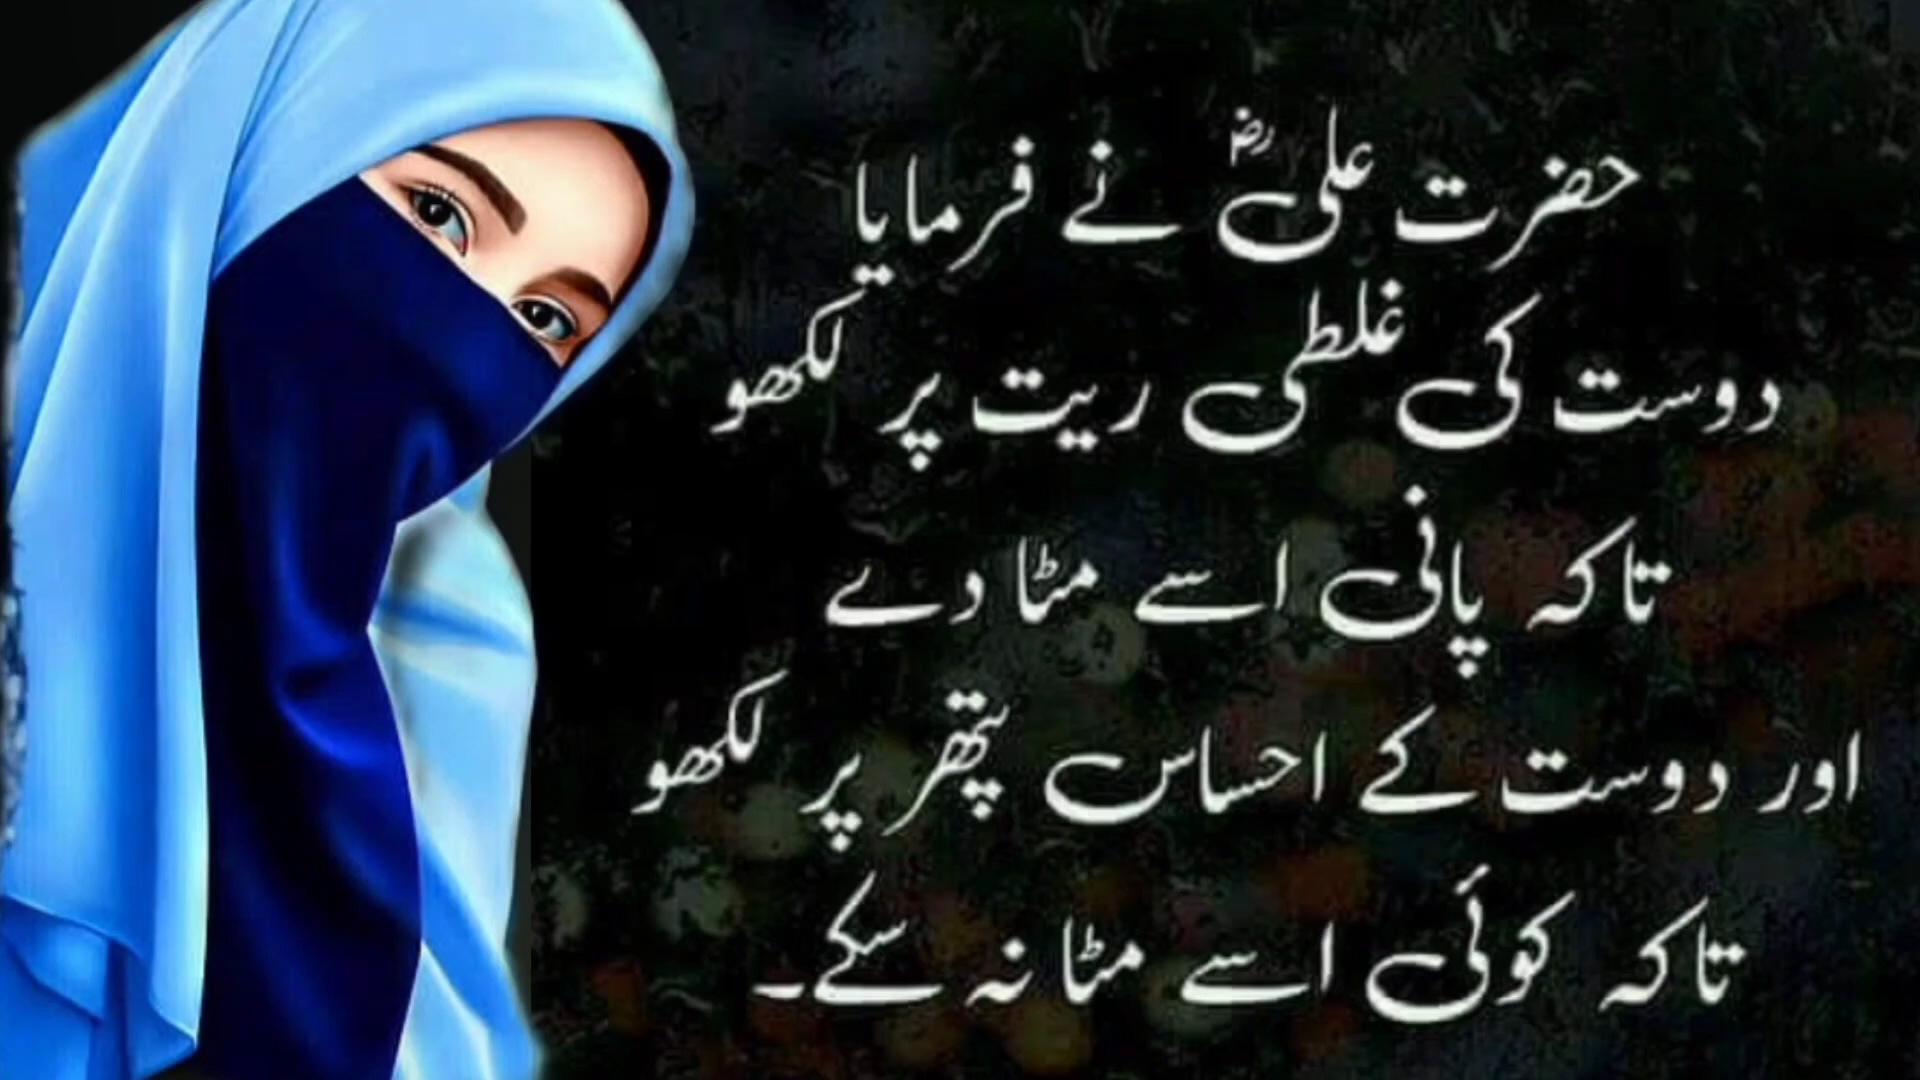 حضرت علیؓ نے فرمایا
دوست کی غلطی ریت پر لکھو
تاکہ پانی اسے مٹا دے
اور دوست کے احساس پتھر پر لکھو
تاکہ کوئی اسے مٹا نہ سکے۔